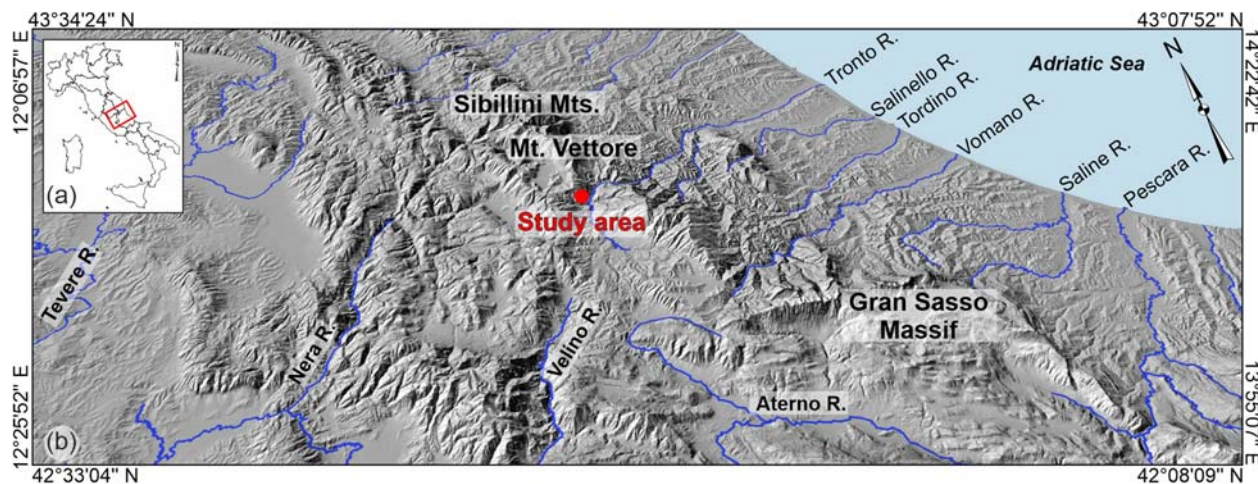 43°34'24'' N
43°07'52'' N
12°06'57'' E
14°22'42'' E
N
Adriatic Sea
Tronto R.
Salinello R.
Tordino R.
Vomano R.
Saline R.
Pescara R.
Sibillini Mts.
Mt. Vettore
Study area
(a)
Tevere R.
Nera R.
Velino R.
Gran Sasso
Massif
Aterno R.
(b)
12°25'52'' E
13°55'07'' E
42°33'04'' N
42°08'09'' N